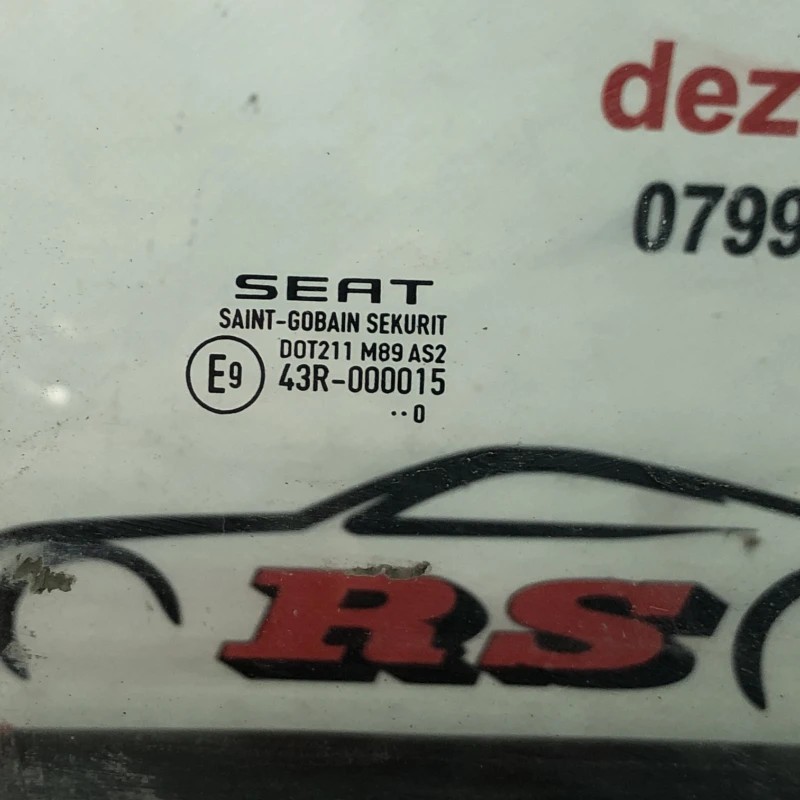 dez
0799
SEAT
SAINT-GOBAIN SEKURIT
DOT211 M89 AS2
E9 43R-000015
··0
RS